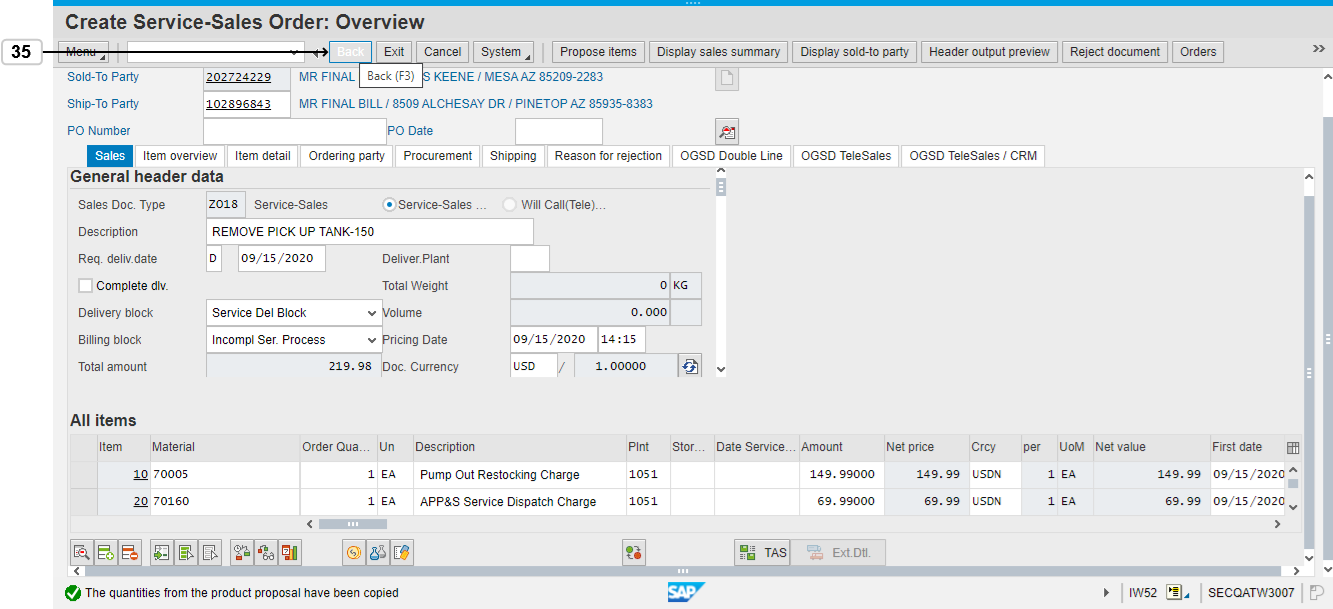 Create Service-Sales Order: Overview
35
Menu Back Exit Cancel System Propose items Display sales summary Display sold-to party Header output preview Reject document Orders
Back (F3)
Sold-To Party 202724229 MR FINAL S KEENE / MESA AZ 85209-2283
Ship-To Party 102896843 MR FINAL BILL / 8509 ALCHESAY DR / PINETOP AZ 85935-8383
PO Number PO Date
Sales Item overview Item detail Ordering party Procurement Shipping Reason for rejection OGSD Double Line OGSD TeleSales OGSD TeleSales / CRM
General header data
Sales Doc. Type ZO18 Service-Sales Service-Sales ... Will Call(Tele)...
Description REMOVE PICK UP TANK-150
Req. deliv.date D 09/15/2020 Deliver.Plant
Complete dlv. Total Weight 0 KG
Delivery block Service Del Block Volume 0.000
Billing block Incompl Ser. Process Pricing Date 09/15/2020 14:15
Total amount 219.98 Doc. Currency USD / 1.00000
All items
Item Material Order Qua... Un Description Plnt Stor... Date Service... Amount Net price Crcy per UoM Net value First date
10 70005 1 EA Pump Out Restocking Charge 1051 149.99000 149.99 USDN 1 EA 149.99 09/15/2020
20 70160 1 EA APP&S Service Dispatch Charge 1051 69.99000 69.99 USDN 1 EA 69.99 09/15/2020
TAS Ext.Dtl.
The quantities from the product proposal have been copied SAP IW52 SECQATW3007